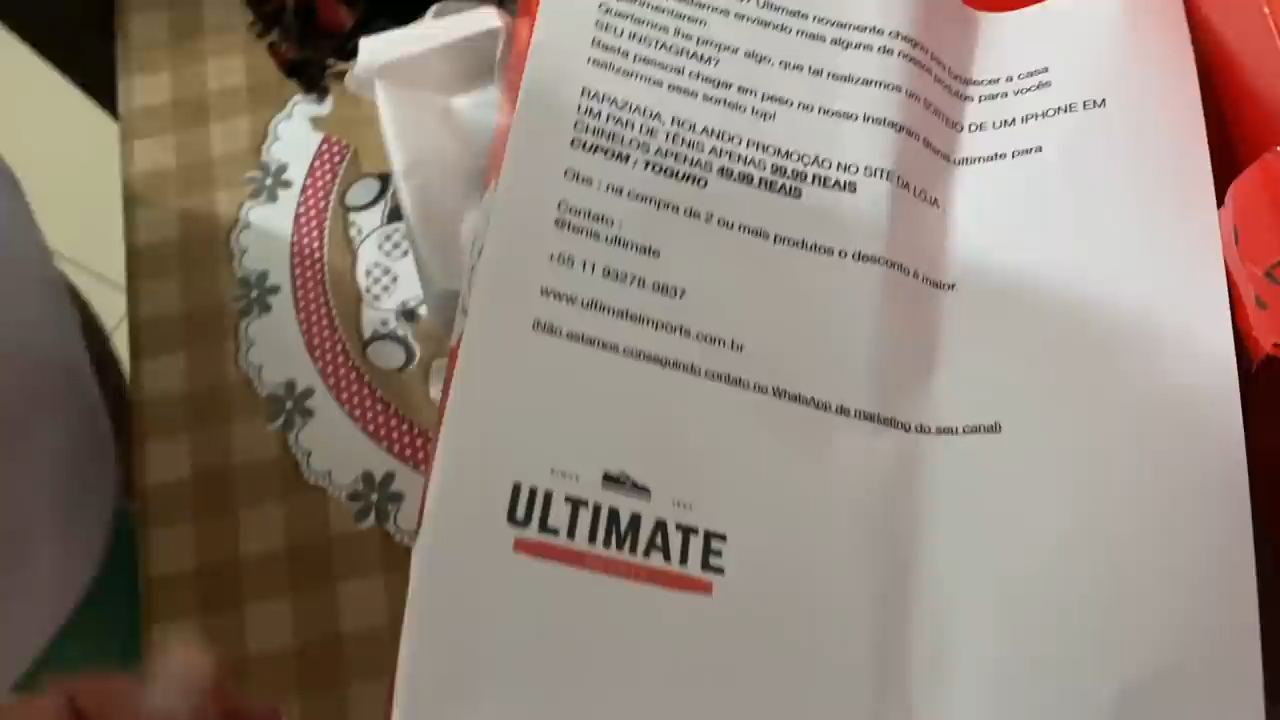 Ultimate novamente chegou pra fortalecer a casa
estamos enviando mais alguns de nossos produtos para vocês
experimentarem
Queríamos lhe propor algo, que tal realizarmos um SORTEIO DE UM IPHONE EM
SEU INSTAGRAM?
Basta pessoal chegar em peso no nosso Instagram @tenis.ultimate para
realizarmos esse sorteio top!
RAPAZIADA, ROLANDO PROMOÇÃO NO SITE DA LOJA .
UM PAR DE TÊNIS APENAS 99,99 REAIS
CHINELOS APENAS 49,99 REAIS
CUPOM / TOGURO
Obs : na compra de 2 ou mais produtos o desconto é maior.
Contato :
@tenis.ultimate
+55 11 93278-9837
www.ultimateimports.com.br
(Não estamos conseguindo contato no WhatsApp de marketing do seu canal)
SINCE
ULTIMATE